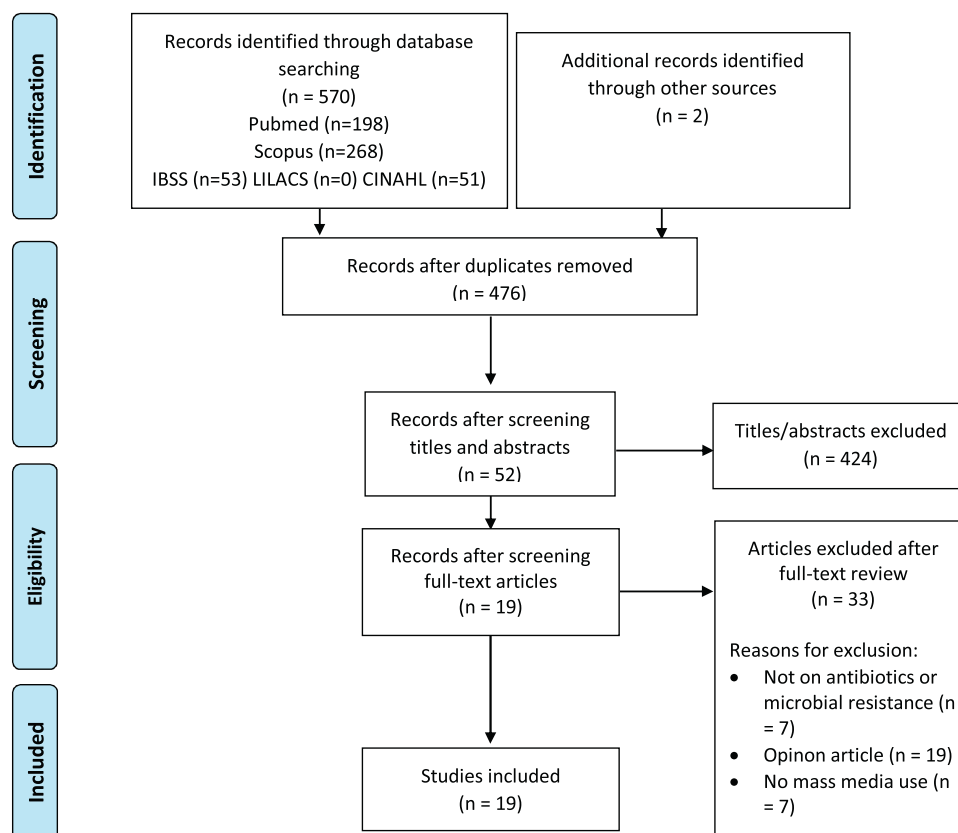 Identification
Records identified through database
searching
(n = 570)
Pubmed (n=198)
Scopus (n=268)
IBSS (n=53) LILACS (n=0) CINAHL (n=51)
Additional records identified
through other sources
(n = 2)
Screening
Records after duplicates removed
(n = 476)
Records after screening
titles and abstracts
(n = 52)
Titles/abstracts excluded
(n = 424)
Eligibility
Records after screening
full-text articles
(n = 19)
Articles excluded after
full-text review
(n = 33)
Reasons for exclusion:
• Not on antibiotics or
microbial resistance (n
= 7)
• Opinon article (n = 19)
• No mass media use (n
= 7)
Included
Studies included
(n = 19)